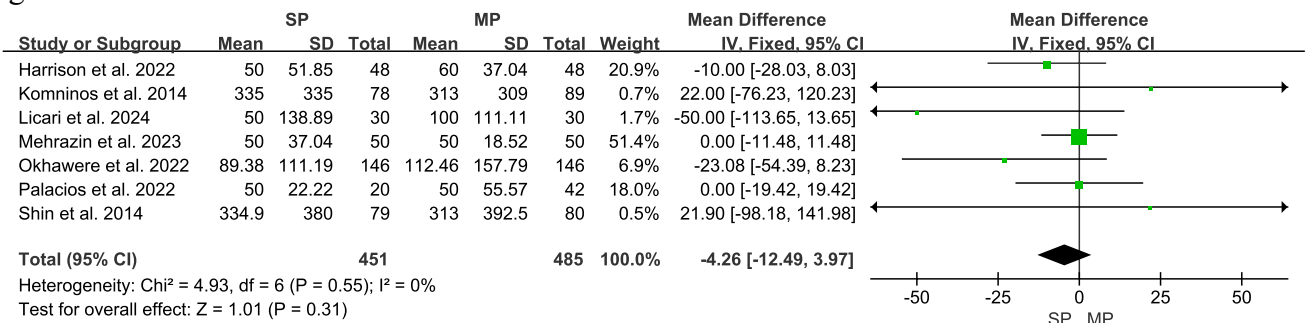 SP MP Mean Difference Mean Difference
Study or Subgroup Mean SD Total Mean SD Total Weight IV, Fixed, 95% CI IV, Fixed, 95% CI
Harrison et al. 2022 50 51.85 48 60 37.04 48 20.9% -10.00 [-28.03, 8.03]
Komninos et al. 2014 335 335 78 313 309 89 0.7% 22.00 [-76.23, 120.23]
Licari et al. 2024 50 138.89 30 100 111.11 30 1.7% -50.00 [-113.65, 13.65]
Mehrazin et al. 2023 50 37.04 50 50 18.52 50 51.4% 0.00 [-11.48, 11.48]
Okhawere et al. 2022 89.38 111.19 146 112.46 157.79 146 6.9% -23.08 [-54.39, 8.23]
Palacios et al. 2022 50 22.22 20 50 55.57 42 18.0% 0.00 [-19.42, 19.42]
Shin et al. 2014 334.9 380 79 313 392.5 80 0.5% 21.90 [-98.18, 141.98]
Total (95% CI) 451 485 100.0% -4.26 [-12.49, 3.97]
Heterogeneity: Chi² = 4.93, df = 6 (P = 0.55); I² = 0%
Test for overall effect: Z = 1.01 (P = 0.31)
-50 -25 0 25 50
SP MP